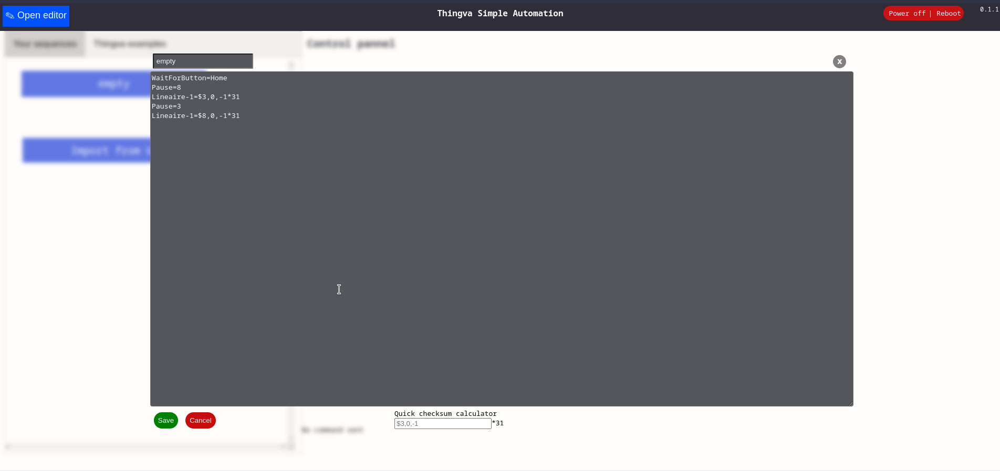 ✎ Open editor
Thingva Simple Automation
Power off | Reboot
0.1.1
Your sequences
Thingva examples
Control pannel
empty
X
empty
WaitForButton=Home
Pause=8
Lineaire-1=$3,0,-1*31
Pause=3
Lineaire-1=$8,0,-1*31
Import from
Save
Cancel
Quick checksum calculator
$3,0,-1
*31
No command sent